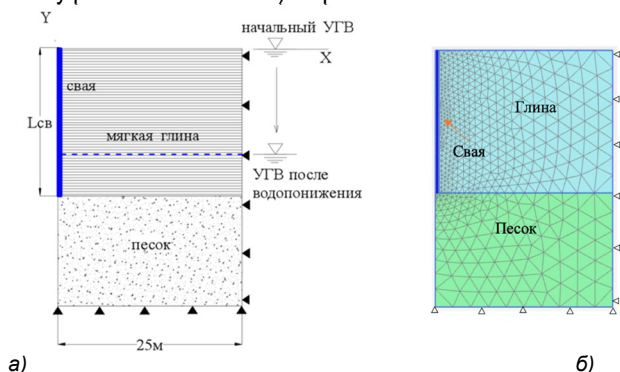 Y
начальный УГВ
X
свая
Lсв
мягкая глина
УГВ после
водопонижения
песок
25м
а)
Глина
Свая
Песок
б)